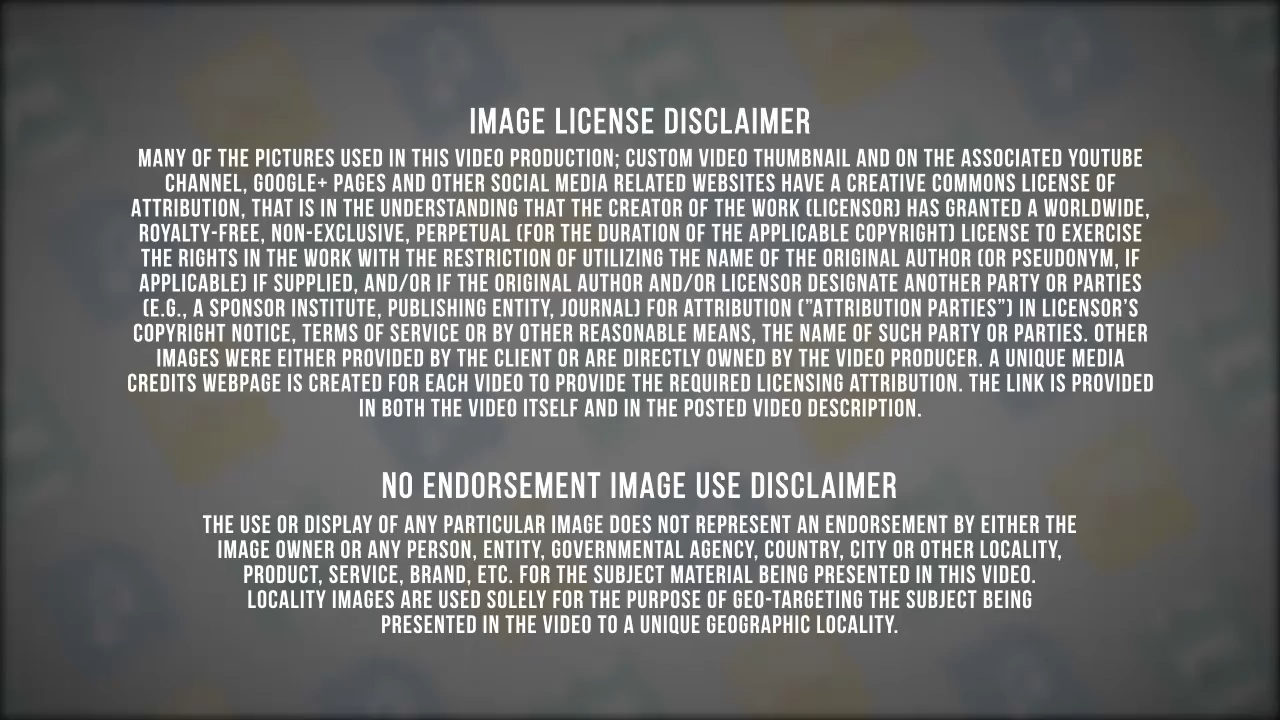 IMAGE LICENSE DISCLAIMER
MANY OF THE PICTURES USED IN THIS VIDEO PRODUCTION; CUSTOM VIDEO THUMBNAIL AND ON THE ASSOCIATED YOUTUBE
CHANNEL, GOOGLE+ PAGES AND OTHER SOCIAL MEDIA RELATED WEBSITES HAVE A CREATIVE COMMONS LICENSE OF
ATTRIBUTION, THAT IS IN THE UNDERSTANDING THAT THE CREATOR OF THE WORK (LICENSOR) HAS GRANTED A WORLDWIDE,
ROYALTY-FREE, NON-EXCLUSIVE, PERPETUAL (FOR THE DURATION OF THE APPLICABLE COPYRIGHT) LICENSE TO EXERCISE
THE RIGHTS IN THE WORK WITH THE RESTRICTION OF UTILIZING THE NAME OF THE ORIGINAL AUTHOR (OR PSEUDONYM, IF
APPLICABLE) IF SUPPLIED, AND/OR IF THE ORIGINAL AUTHOR AND/OR LICENSOR DESIGNATE ANOTHER PARTY OR PARTIES
(E.G., A SPONSOR INSTITUTE, PUBLISHING ENTITY, JOURNAL) FOR ATTRIBUTION ("ATTRIBUTION PARTIES") IN LICENSOR'S
COPYRIGHT NOTICE, TERMS OF SERVICE OR BY OTHER REASONABLE MEANS, THE NAME OF SUCH PARTY OR PARTIES. OTHER
IMAGES WERE EITHER PROVIDED BY THE CLIENT OR ARE DIRECTLY OWNED BY THE VIDEO PRODUCER. A UNIQUE MEDIA
CREDITS WEBPAGE IS CREATED FOR EACH VIDEO TO PROVIDE THE REQUIRED LICENSING ATTRIBUTION. THE LINK IS PROVIDED
IN BOTH THE VIDEO ITSELF AND IN THE POSTED VIDEO DESCRIPTION.
NO ENDORSEMENT IMAGE USE DISCLAIMER
THE USE OR DISPLAY OF ANY PARTICULAR IMAGE DOES NOT REPRESENT AN ENDORSEMENT BY EITHER THE
IMAGE OWNER OR ANY PERSON, ENTITY, GOVERNMENTAL AGENCY, COUNTRY, CITY OR OTHER LOCALITY,
PRODUCT, SERVICE, BRAND, ETC. FOR THE SUBJECT MATERIAL BEING PRESENTED IN THIS VIDEO.
LOCALITY IMAGES ARE USED SOLELY FOR THE PURPOSE OF GEO-TARGETING THE SUBJECT BEING
PRESENTED IN THE VIDEO TO A UNIQUE GEOGRAPHIC LOCALITY.